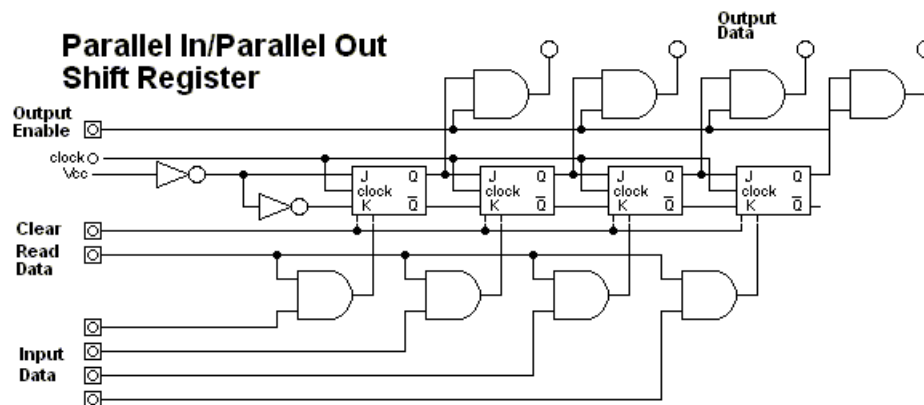 Parallel In/Parallel Out
Shift Register
Output
Data
Output
Enable
clock
Vcc
J Q
clock
K Q̅
J Q
clock
K Q̅
J Q
clock
K Q̅
J Q
clock
K Q̅
Clear
Read
Data
Input
Data